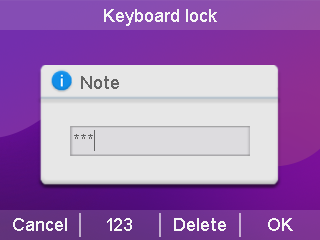 Keyboard lock
Note
***
Cancel | 123 | Delete | OK